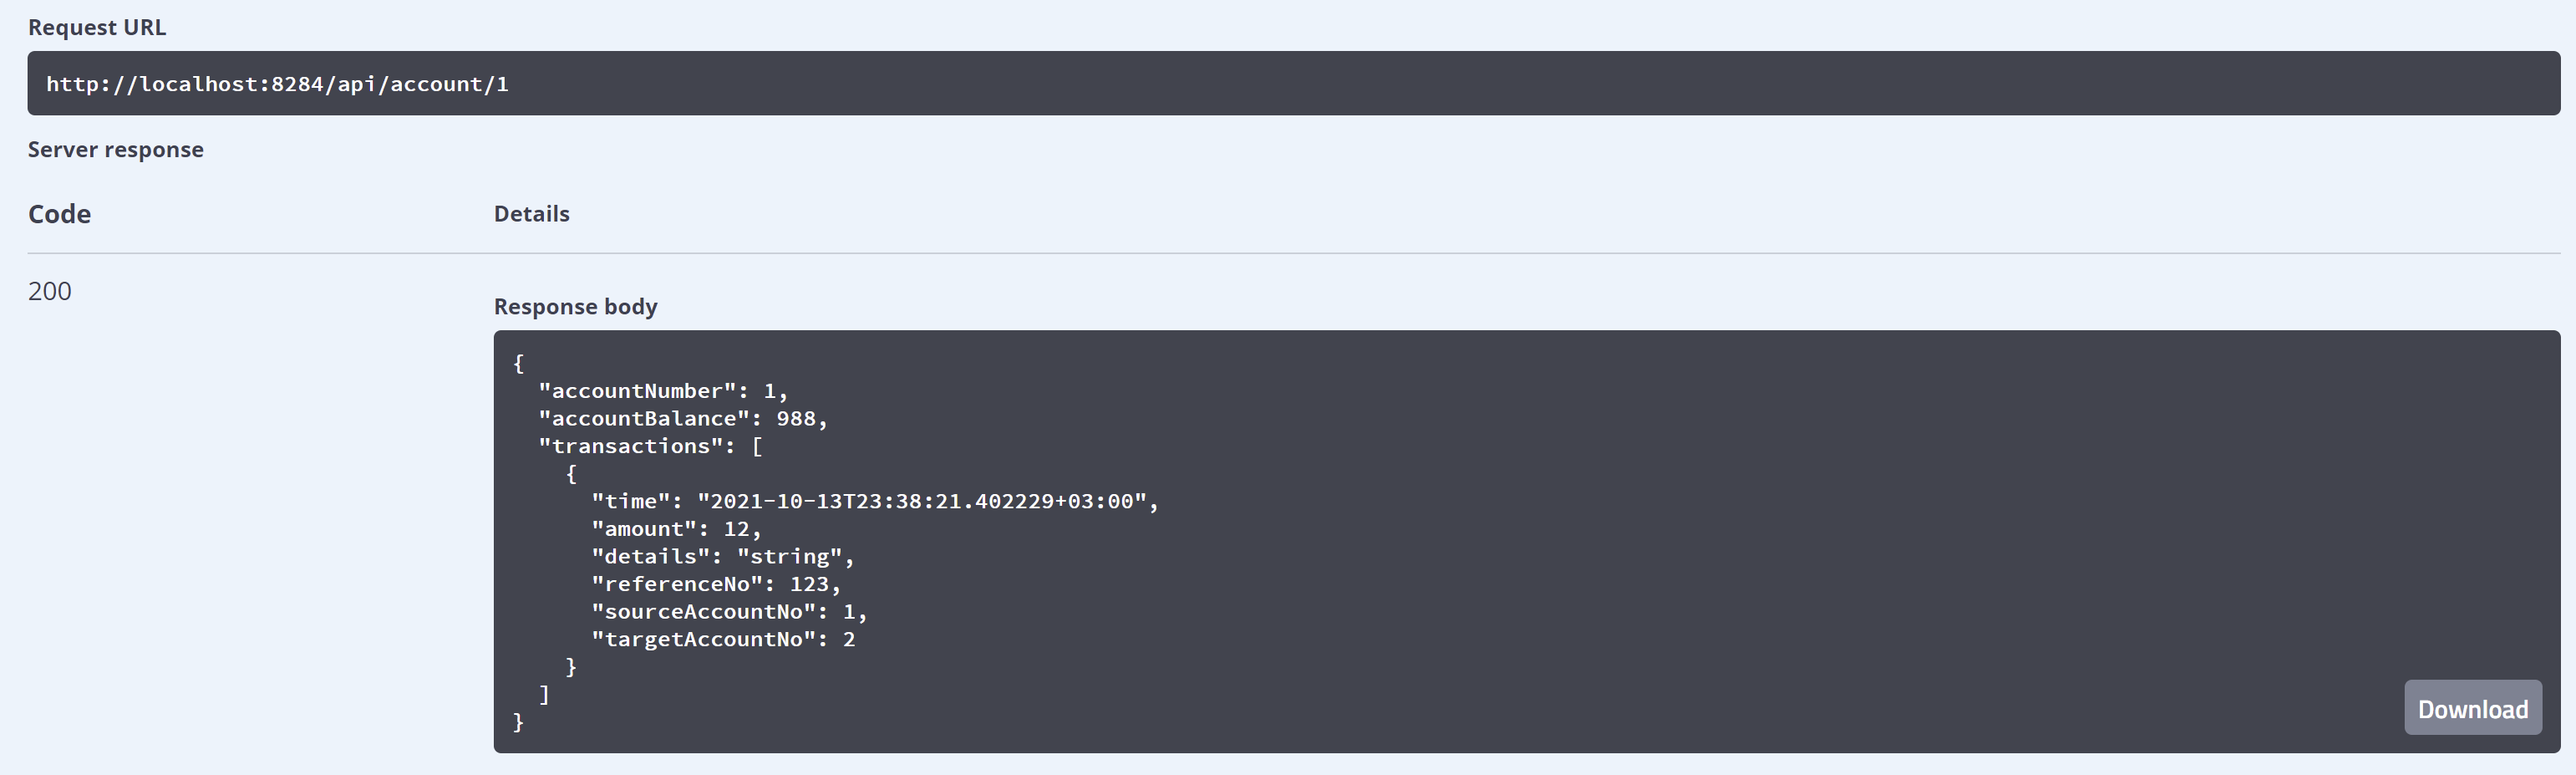 Request URL
http://localhost:8284/api/account/1
Server response
Code Details
200
Response body
{
  "accountNumber": 1,
  "accountBalance": 988,
  "transactions": [
    {
      "time": "2021-10-13T23:38:21.402229+03:00",
      "amount": 12,
      "details": "string",
      "referenceNo": 123,
      "sourceAccountNo": 1,
      "targetAccountNo": 2
    }
  ]
}
Download